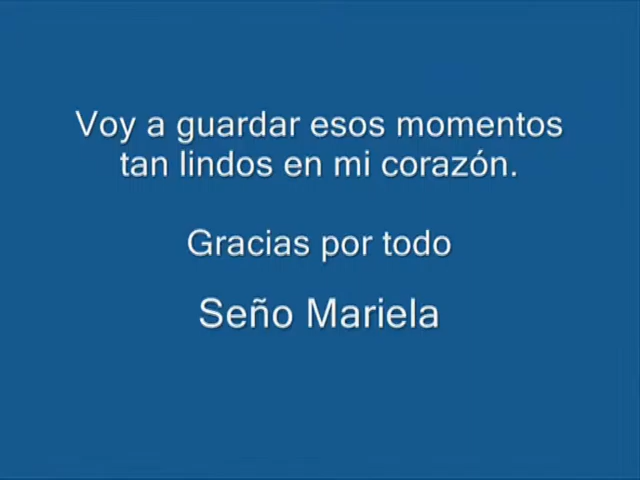 Voy a guardar esos momentos
tan lindos en mi corazón.
Gracias por todo
Seño Mariela